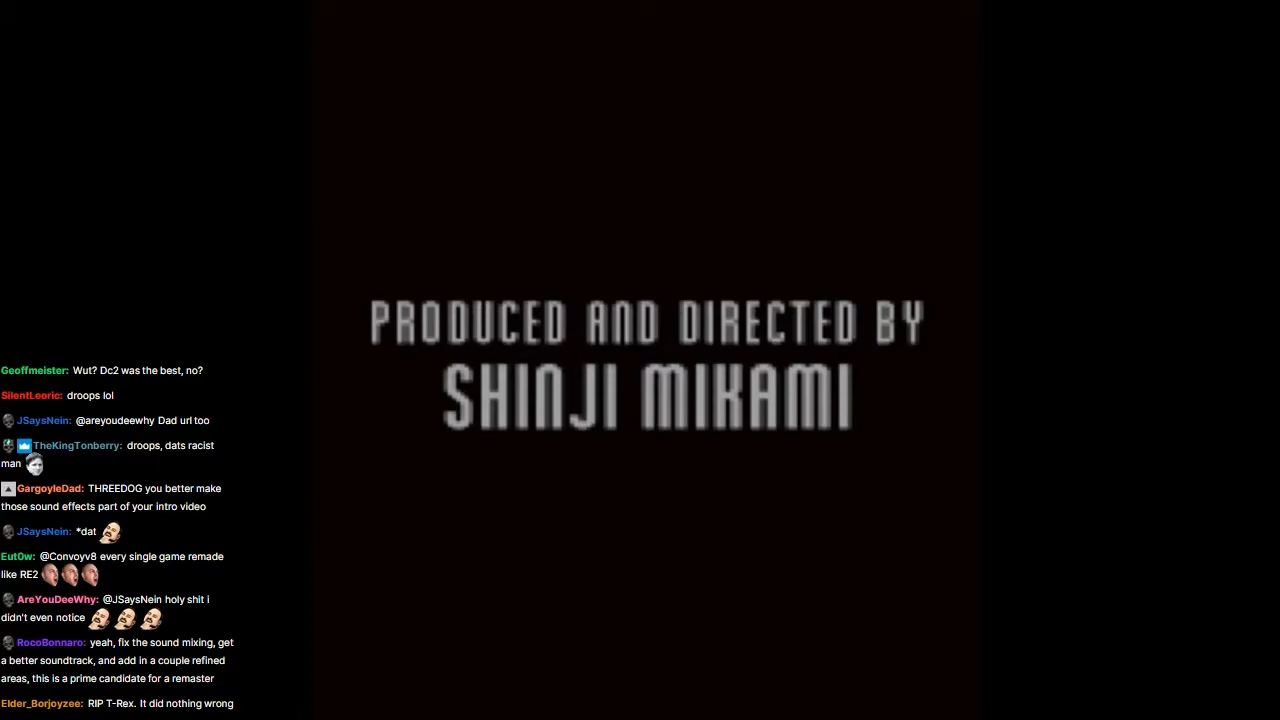 PRODUCED AND DIRECTED BY
SHINJI MIKAMI
Geoffmeister: Wut? Dc2 was the best, no?
SilentLeoric: droops lol
JSaysNein: @areyoudeewhy Dad url too
TheKingTonberry: droops, dats racist
man
GargoyleDad: THREEDOG you better make
those sound effects part of your intro video
JSaysNein: *dat
Eut0w: @Convoyv8 every single game remade
like RE2
AreYouDeeWhy: @JSaysNein holy shit i
didn't even notice
RocoBonnaro: yeah, fix the sound mixing, get
a better soundtrack, and add in a couple refined
areas, this is a prime candidate for a remaster
Elder_Borjoyzee: RIP T-Rex. It did nothing wrong